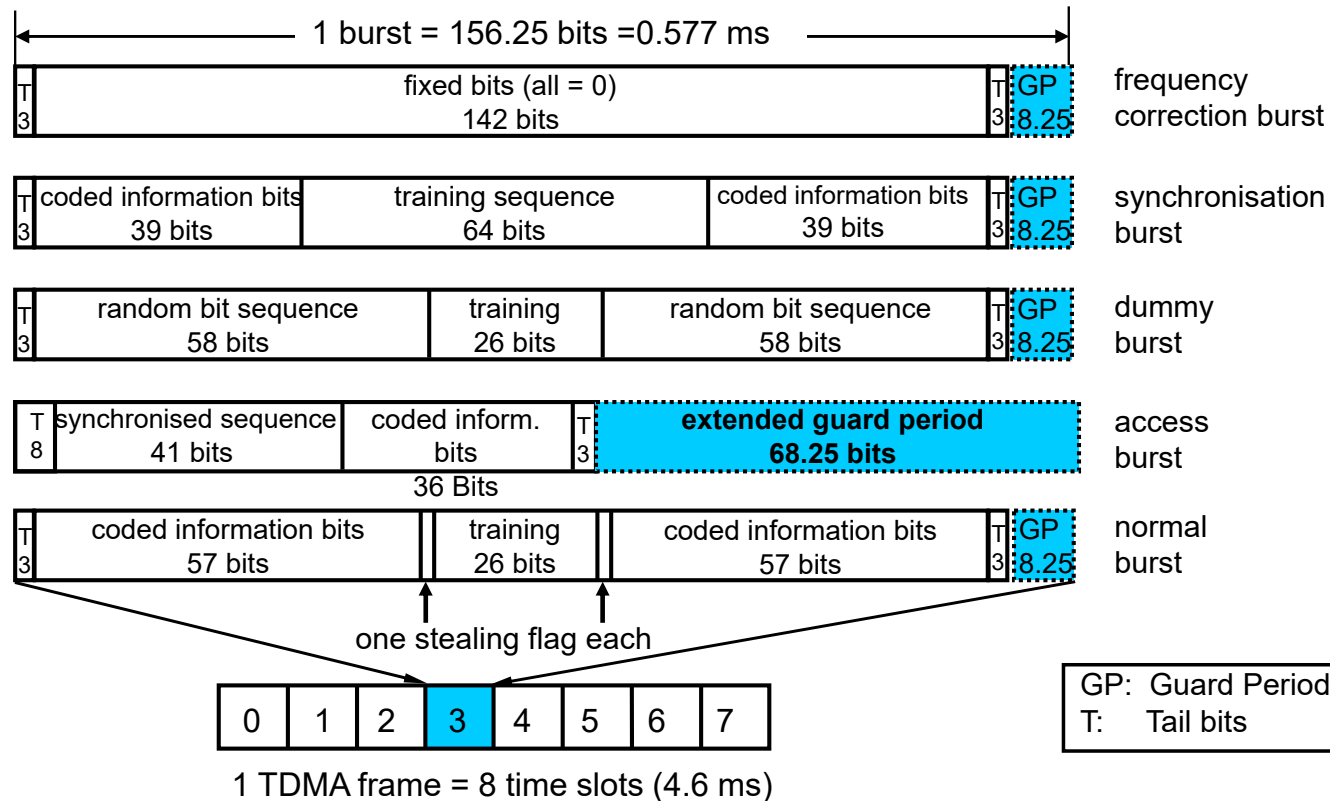 1 burst = 156.25 bits =0.577 ms
T
3
fixed bits (all = 0)
142 bits
T
3
GP
8.25
frequency
correction burst
T
3
coded information bits
39 bits
training sequence
64 bits
coded information bits
39 bits
T
3
GP
8.25
synchronisation
burst
T
3
random bit sequence
58 bits
training
26 bits
random bit sequence
58 bits
T
3
GP
8.25
dummy
burst
T
8
synchronised sequence
41 bits
coded inform.
bits
36 Bits
T
3
extended guard period
68.25 bits
access
burst
T
3
coded information bits
57 bits
training
26 bits
coded information bits
57 bits
T
3
GP
8.25
normal
burst
one stealing flag each
0 1 2 3 4 5 6 7
1 TDMA frame = 8 time slots (4.6 ms)
GP: Guard Period
T: Tail bits